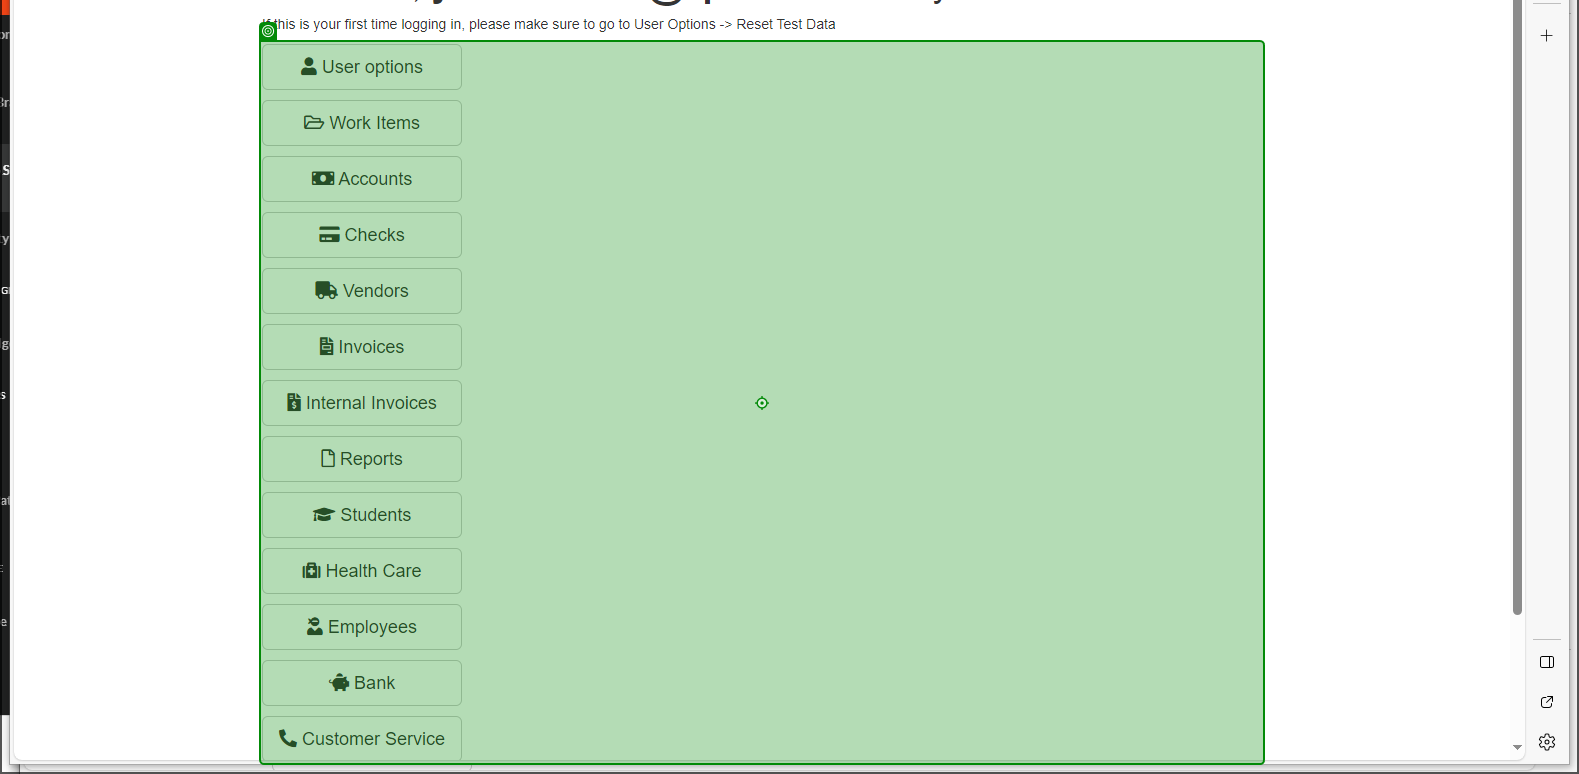 If this is your first time logging in, please make sure to go to User Options -> Reset Test Data
User options
Work Items
Accounts
Checks
Vendors
Invoices
Internal Invoices
Reports
Students
Health Care
Employees
Bank
Customer Service